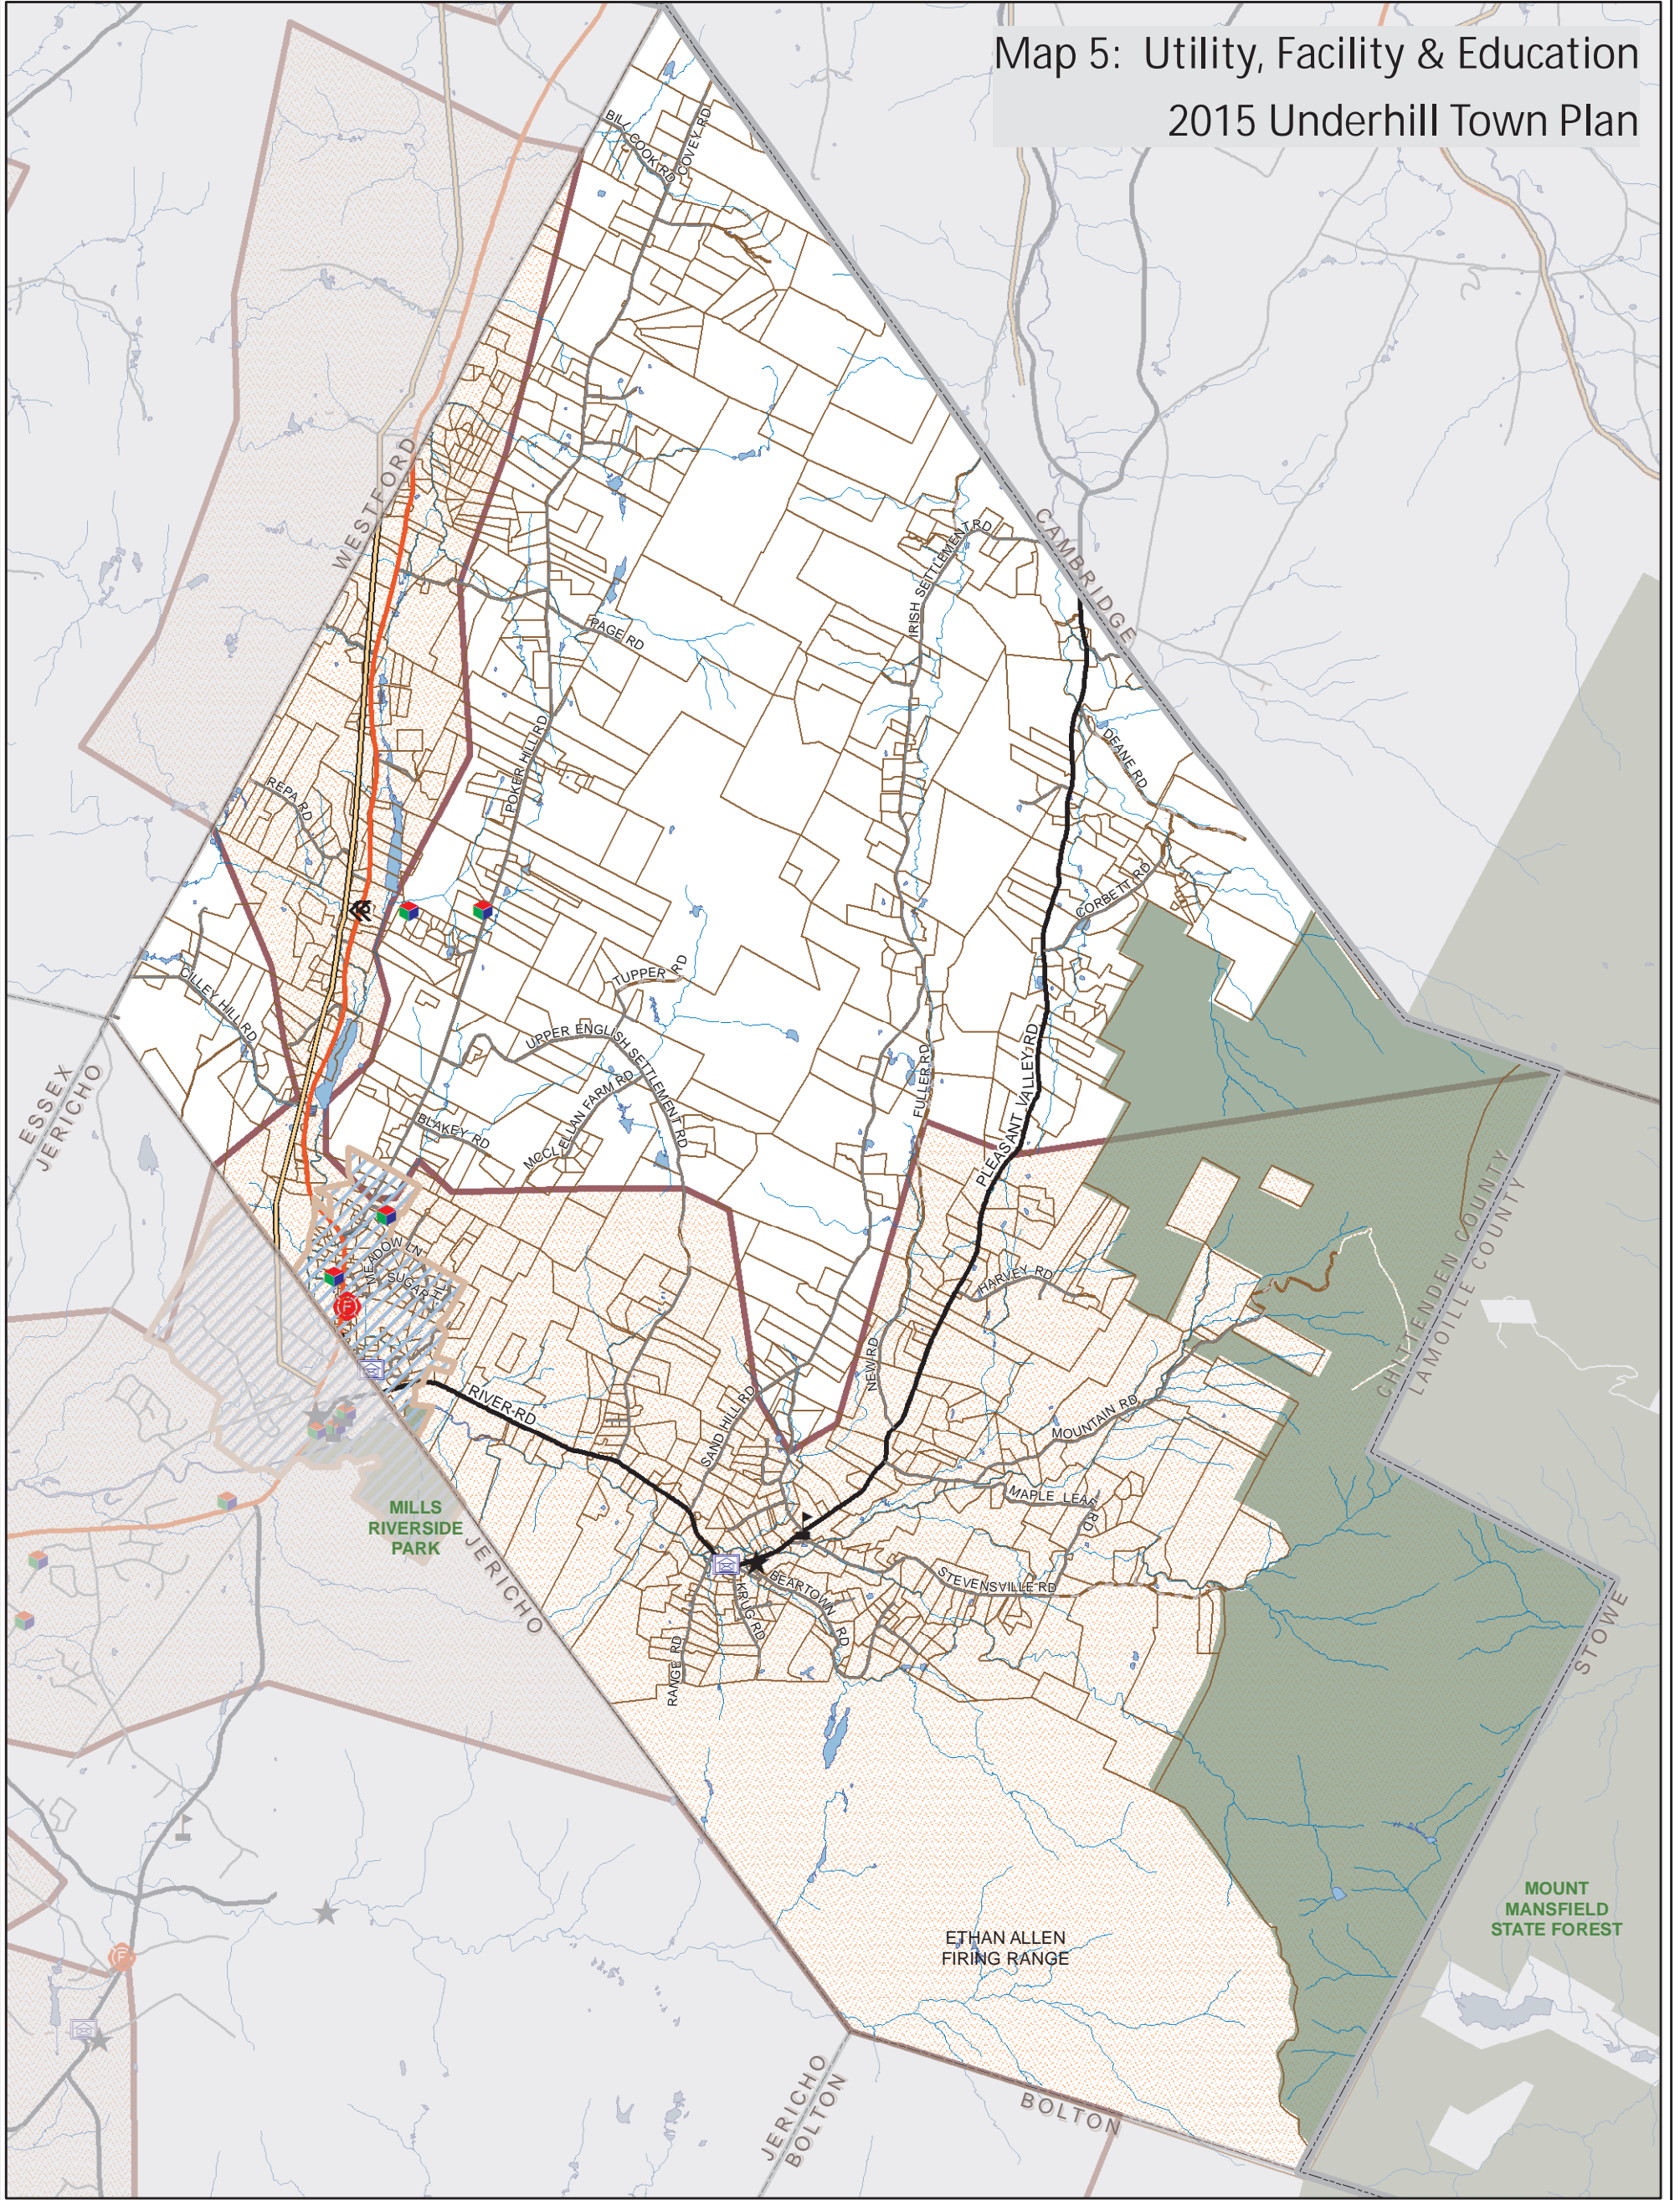 Map 5: Utility, Facility & Education
2015 Underhill Town Plan
BILL COOK RD
COVEY RD
WESTFORD
CAMBRIDGE
IRISH SETTLEMENT RD
PAGE RD
POKER HILL RD
DEANE RD
REPA RD
CORBETT RD
CILLEY HILL RD
TUPPER RD
UPPER ENGLISH SETTLEMENT RD
MCCLELLAN FARM RD
FULLER RD
PLEASANT VALLEY RD
ESSEX
JERICHO
BLAKEY RD
CHITTENDEN COUNTY
LAMOILLE COUNTY
MEADOW LN
SUGAR HILL
HARVEY RD
NEW RD
RIVER RD
SAND HILL RD
MOUNTAIN RD
MAPLE LEAF RD
MILLS
RIVERSIDE
PARK
JERICHO
STEVENSVILLE RD
BEARTOWN RD
KRUG RD
RANGE RD
STOWE
MOUNT
MANSFIELD
STATE FOREST
ETHAN ALLEN
FIRING RANGE
JERICHO
BOLTON
BOLTON